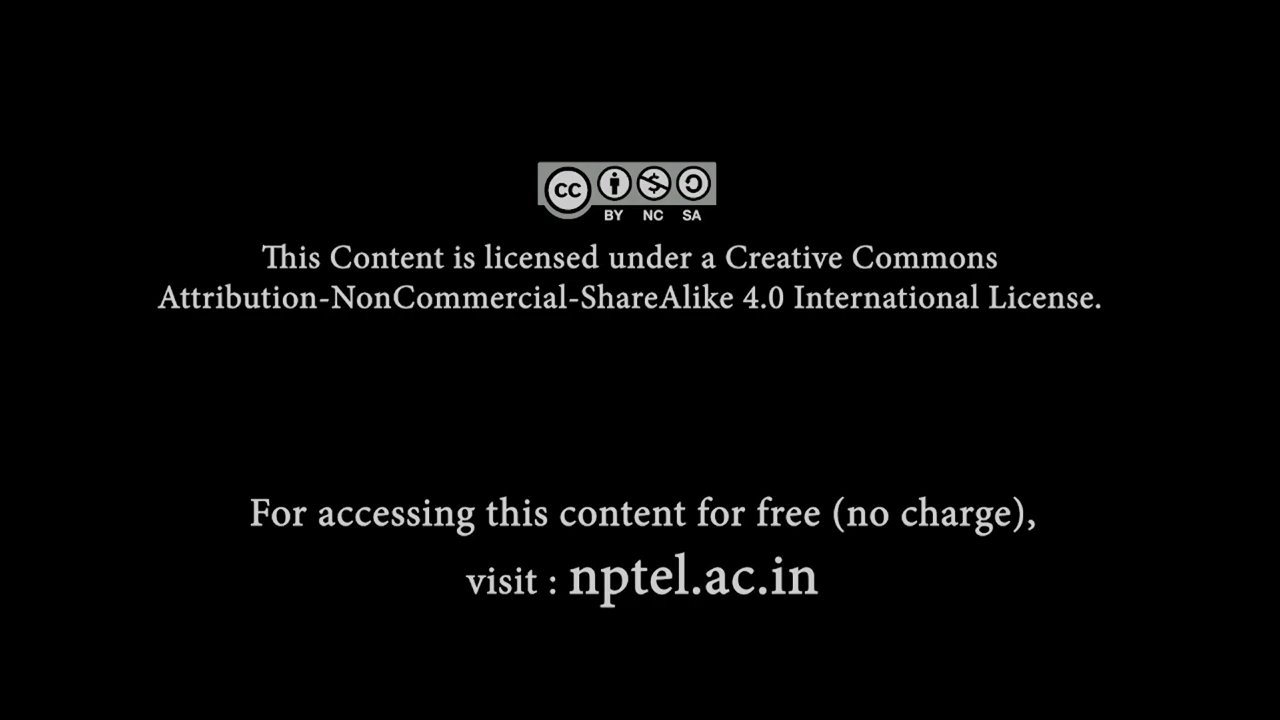 cc
BY NC SA
This Content is licensed under a Creative Commons
Attribution-NonCommercial-ShareAlike 4.0 International License.
For accessing this content for free (no charge),
visit : nptel.ac.in